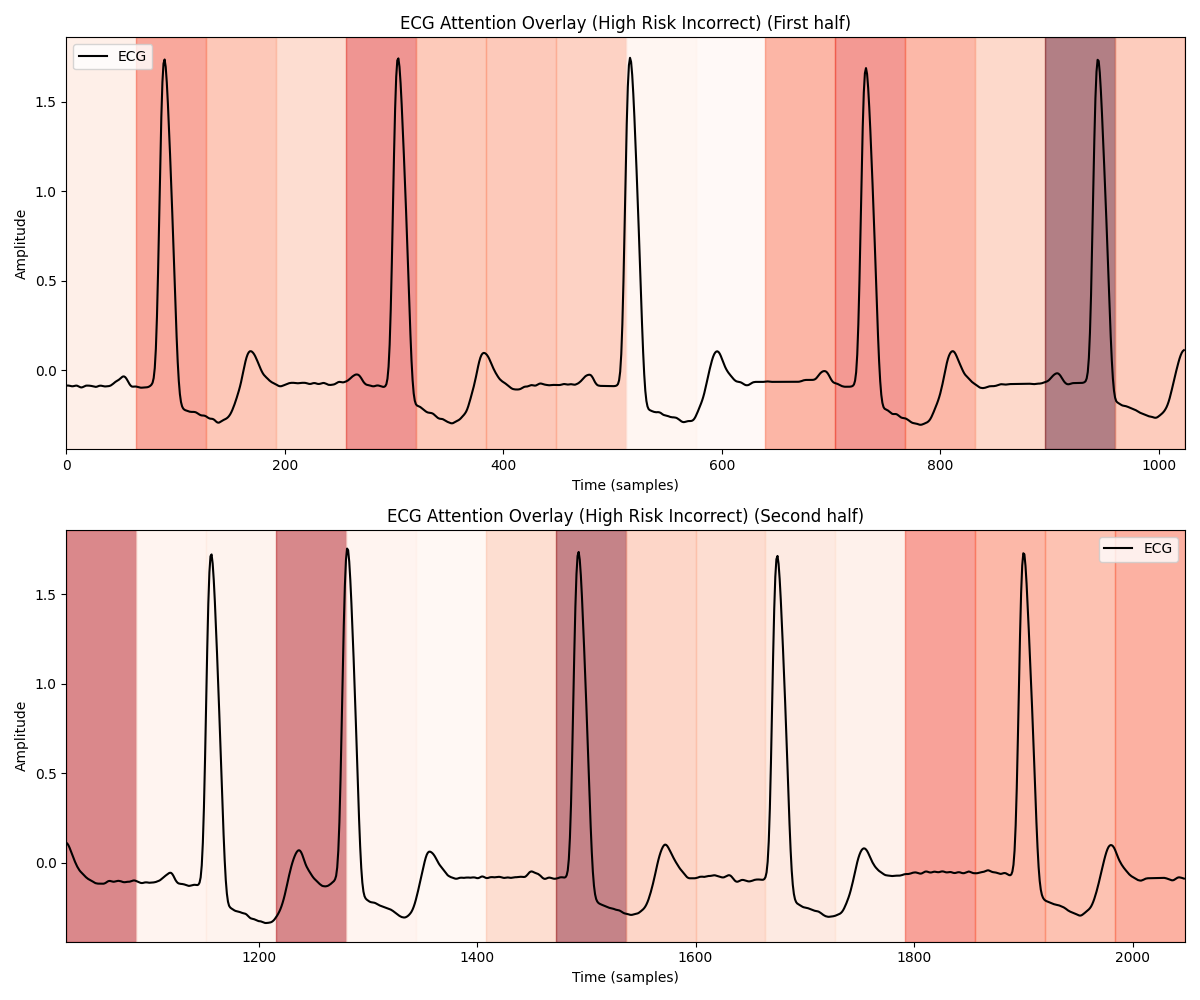 ECG Attention Overlay (High Risk Incorrect) (First half)
ECG
1.5
1.0
0.5
0.0
Amplitude
0 200 400 600 800 1000
Time (samples)
ECG Attention Overlay (High Risk Incorrect) (Second half)
ECG
1.5
1.0
0.5
0.0
Amplitude
1200 1400 1600 1800 2000
Time (samples)